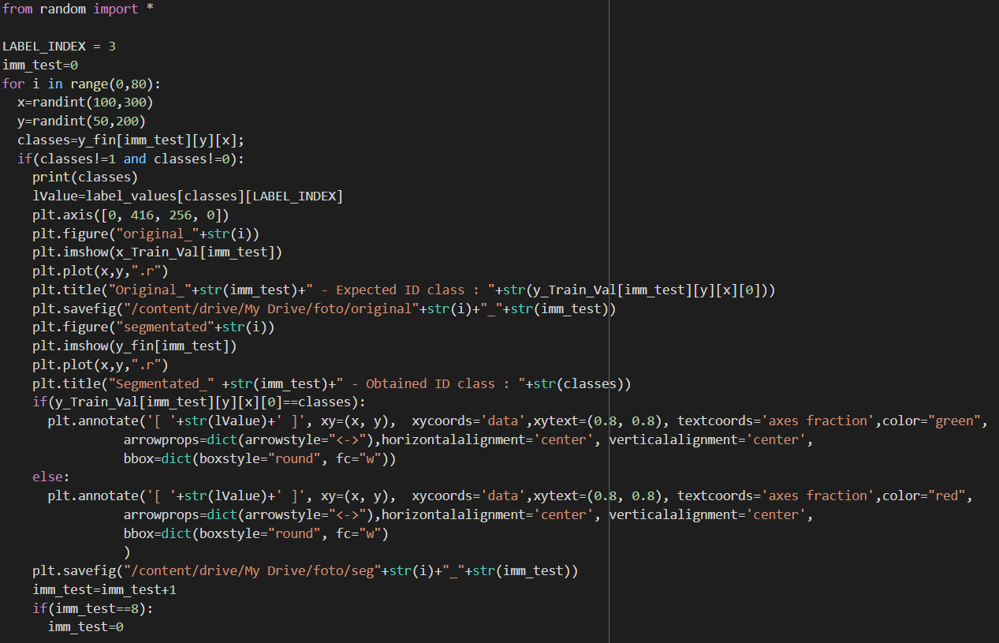 from random import *

LABEL_INDEX = 3
imm_test=0
for i in range(0,80):
  x=randint(100,300)
  y=randint(50,200)
  classes=y_fin[imm_test][y][x];
  if(classes!=1 and classes!=0):
    print(classes)
    lValue=label_values[classes][LABEL_INDEX]
    plt.axis([0, 416, 256, 0])
    plt.figure("original_"+str(i))
    plt.imshow(x_Train_Val[imm_test])
    plt.plot(x,y,".r")
    plt.title("Original_"+str(imm_test)+" - Expected ID class : "+str(y_Train_Val[imm_test][y][x][0]))
    plt.savefig("/content/drive/My Drive/foto/original"+str(i)+"_"+str(imm_test))
    plt.figure("segmentated"+str(i))
    plt.imshow(y_fin[imm_test])
    plt.plot(x,y,".r")
    plt.title("Segmentated_" +str(imm_test)+" - Obtained ID class : "+str(classes))
    if(y_Train_Val[imm_test][y][x][0]==classes):
      plt.annotate('[ '+str(lValue)+' ]', xy=(x, y),  xycoords='data',xytext=(0.8, 0.8), textcoords='axes fraction',color="green",
                arrowprops=dict(arrowstyle="<->"),horizontalalignment='center', verticalalignment='center',
                bbox=dict(boxstyle="round", fc="w"))
    else:
      plt.annotate('[ '+str(lValue)+' ]', xy=(x, y),  xycoords='data',xytext=(0.8, 0.8), textcoords='axes fraction',color="red",
                arrowprops=dict(arrowstyle="<->"),horizontalalignment='center', verticalalignment='center',
                bbox=dict(boxstyle="round", fc="w")
                )
    plt.savefig("/content/drive/My Drive/foto/seg"+str(i)+"_"+str(imm_test))
    imm_test=imm_test+1
    if(imm_test==8):
      imm_test=0